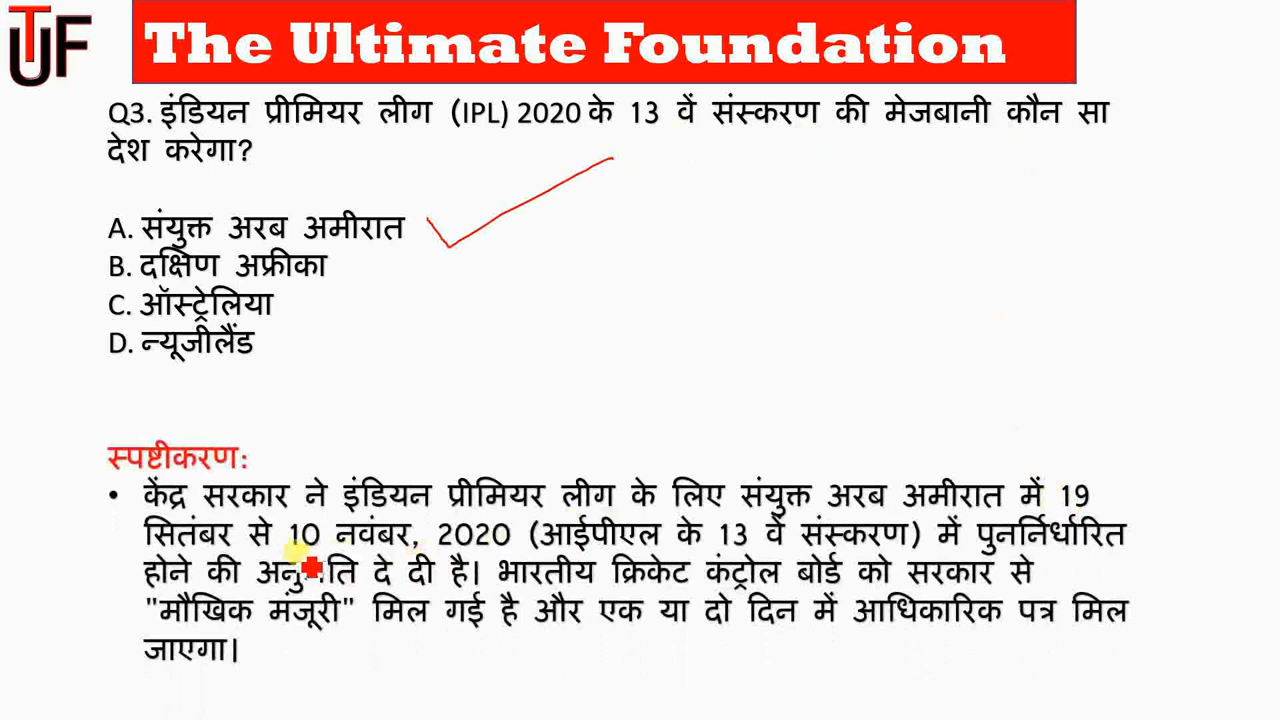 TUF
The Ultimate Foundation
Q3. इंडियन प्रीमियर लीग (IPL) 2020 के 13 वें संस्करण की मेजबानी कौन सा
देश करेगा?
A. संयुक्त अरब अमीरात
B. दक्षिण अफ्रीका
C. ऑस्ट्रेलिया
D. न्यूजीलैंड
स्पष्टीकरण:
• केंद्र सरकार ने इंडियन प्रीमियर लीग के लिए संयुक्त अरब अमीरात में 19
सितंबर से 10 नवंबर, 2020 (आईपीएल के 13 वें संस्करण) में पुनर्निर्धारित
होने की अनुमति दे दी है। भारतीय क्रिकेट कंट्रोल बोर्ड को सरकार से
"मौखिक मंजूरी" मिल गई है और एक या दो दिन में आधिकारिक पत्र मिल
जाएगा।